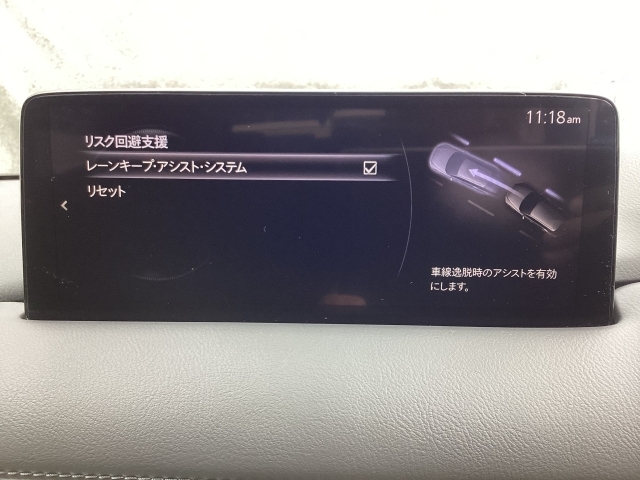 11:18am
リスク回避支援
レーンキープ・アシスト・システム
リセット
車線逸脱時のアシストを有効
にします。